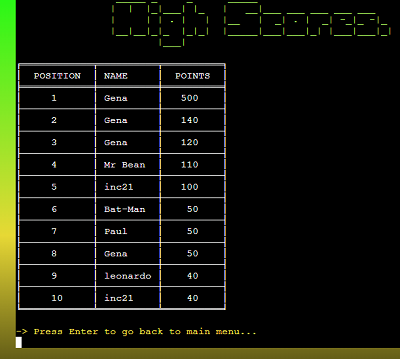 POSITION NAME POINTS
1 Gena 500
2 Gena 140
3 Gena 120
4 Mr Bean 110
5 inc21 100
6 Bat-Man 50
7 Paul 50
8 Gena 50
9 leonardo 40
10 inc21 40
-> Press Enter to go back to main menu...